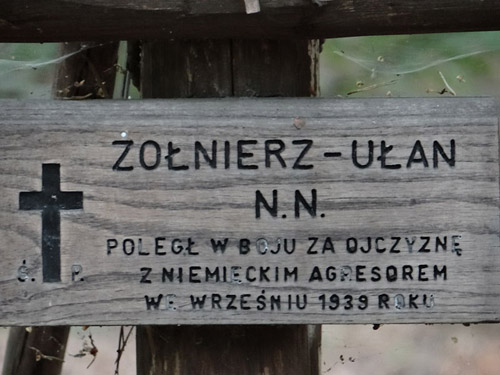 ŻOŁNIERZ-UŁAN
N.N.
POLEGŁ W BOJU ZA OJCZYZNĘ
Ś. P. Z NIEMIECKIM AGRESOREM
WE WRZEŚNIU 1939 ROKU